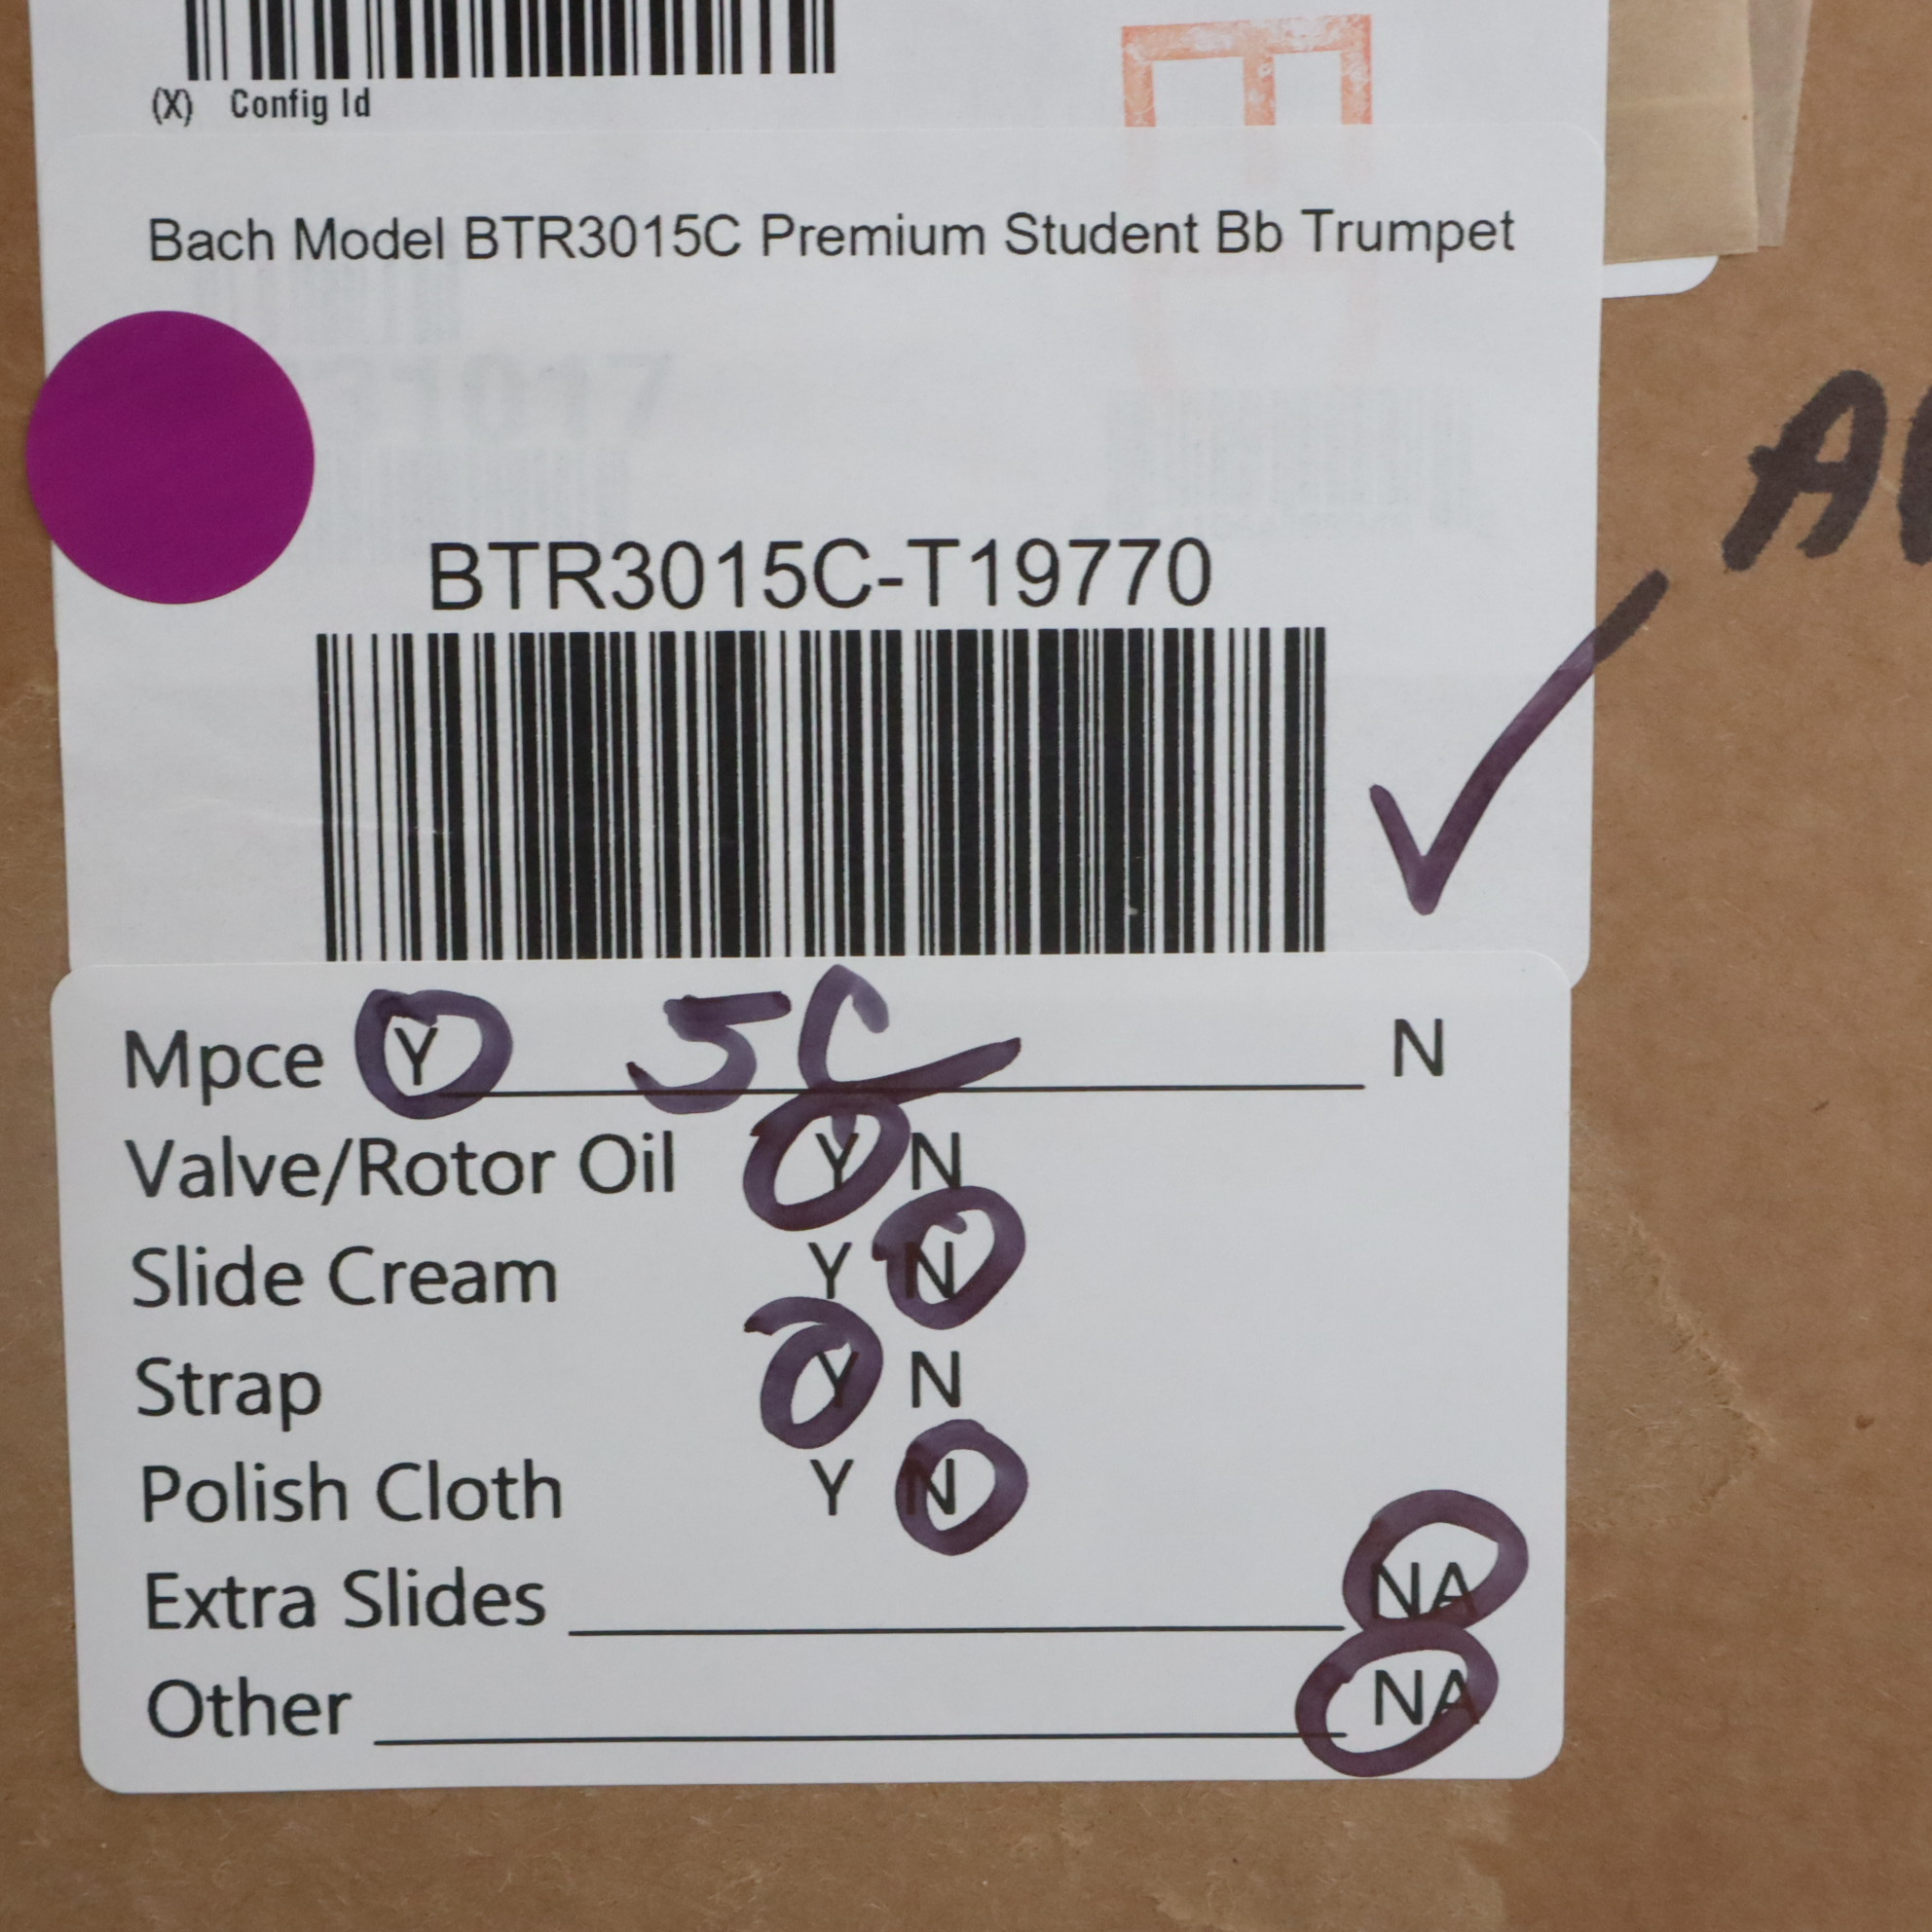 (X) Config Id
Bach Model BTR3015C Premium Student Bb Trumpet
31017
BTR3015C-T19770
Mpce Y 5C N
Valve/Rotor Oil Y N
Slide Cream Y N
Strap Y N
Polish Cloth Y N
Extra Slides NA
Other NA